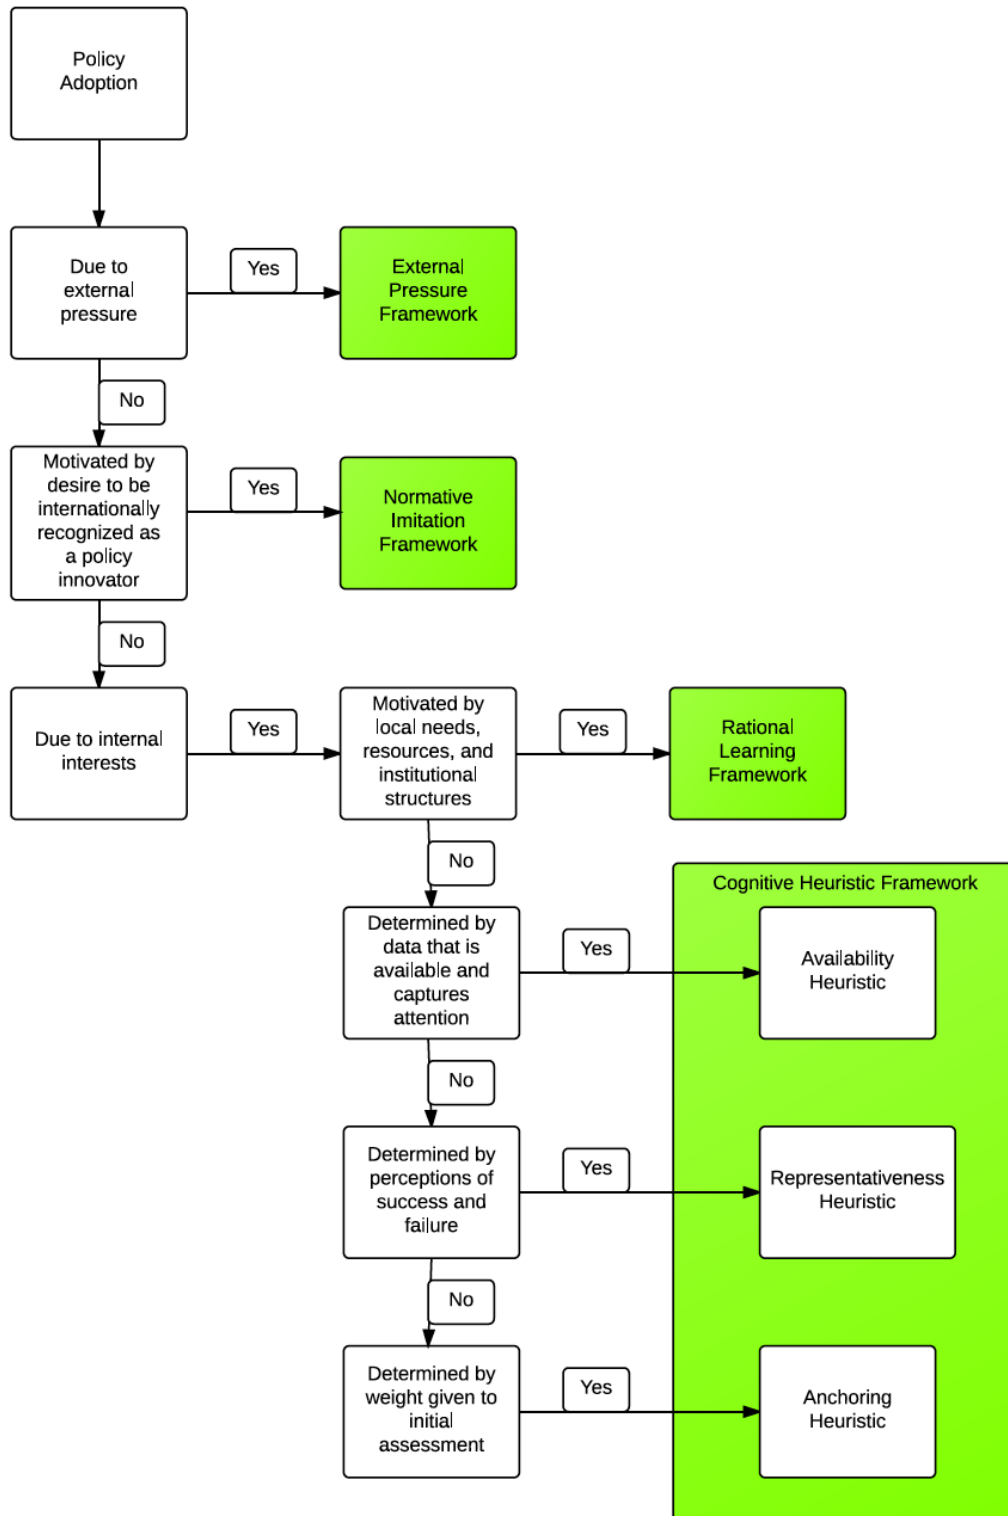 Policy
Adoption
Due to
external
pressure
Yes
External
Pressure
Framework
No
Motivated by
desire to be
internationally
recognized as
a policy
innovator
Yes
Normative
Imitation
Framework
No
Due to internal
interests
Yes
Motivated by
local needs,
resources, and
institutional
structures
Yes
Rational
Learning
Framework
No
Cognitive Heuristic Framework
Determined by
data that is
available and
captures
attention
Yes
Availability
Heuristic
No
Determined by
perceptions of
success and
failure
Yes
Representativeness
Heuristic
No
Determined by
weight given to
initial
assessment
Yes
Anchoring
Heuristic